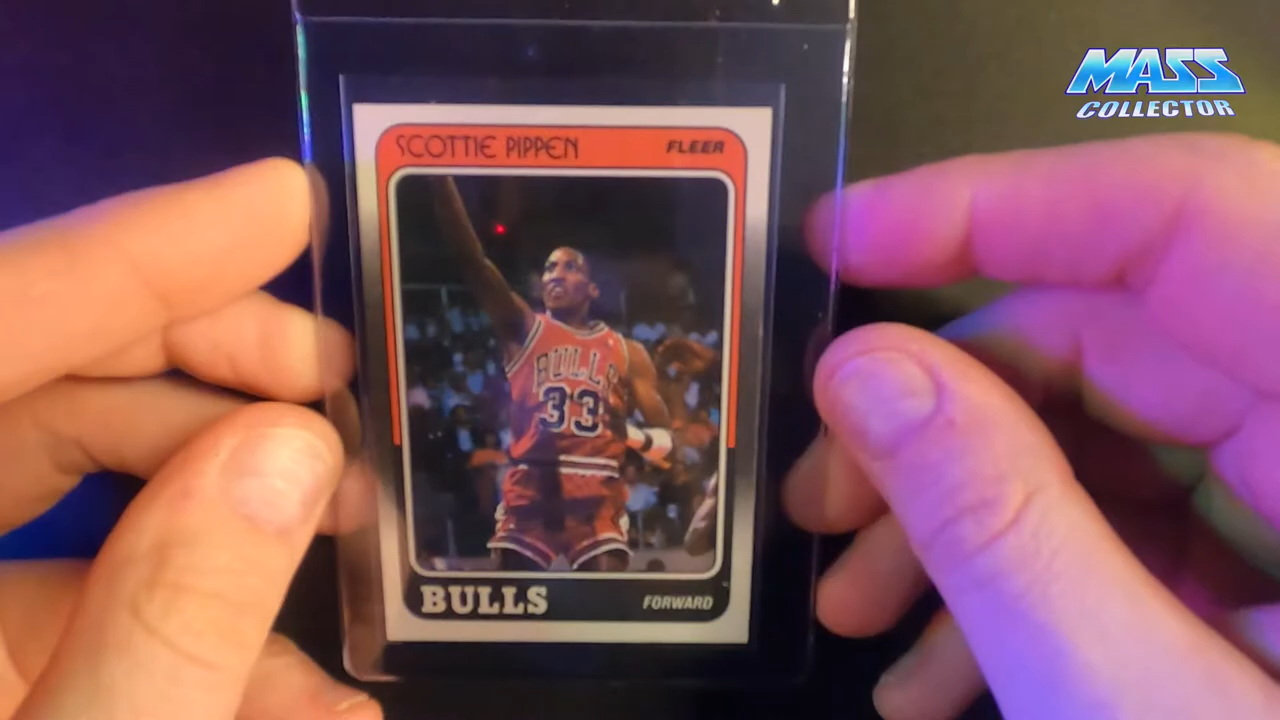 MASS
COLLECTOR
SCOTTIE PIPPEN FLEER
BULLS
33
BULLS FORWARD